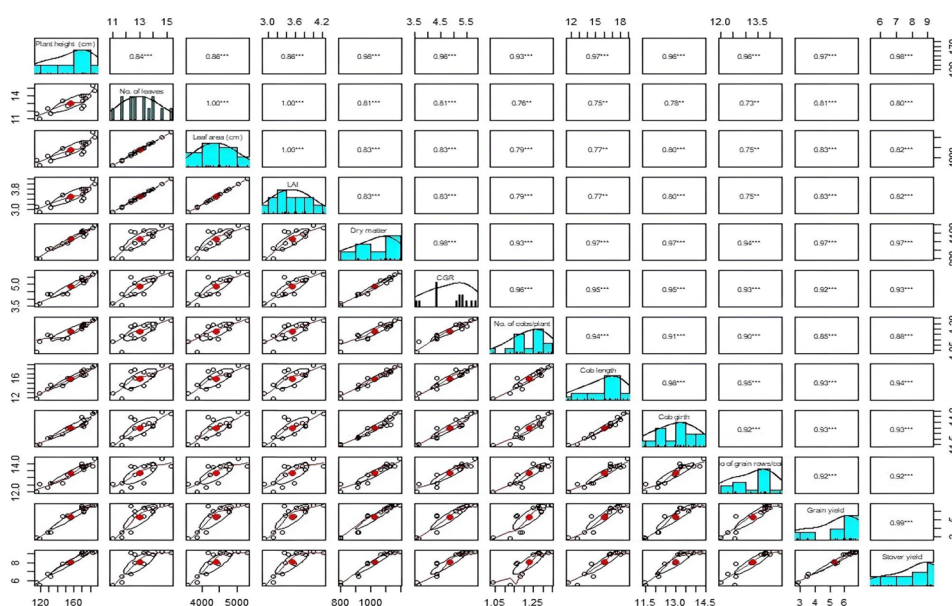 11 13 15 3.0 3.6 4.2 3.5 4.5 5.5 12 14 16 18 12.0 13.5 6 7 8 9
Plant height (cm) 0.84*** 0.86*** 0.86*** 0.98*** 0.96*** 0.93*** 0.97*** 0.96*** 0.96*** 0.97*** 0.98***
11 14 No. of leaves 1.00*** 1.00*** 0.81*** 0.81*** 0.76** 0.75** 0.78** 0.73** 0.81*** 0.80***
Leaf area (cm) 1.00*** 0.83*** 0.83*** 0.79*** 0.77** 0.80*** 0.75** 0.83*** 0.82***
3.0 3.8 LAI 0.83*** 0.83*** 0.79*** 0.77** 0.80*** 0.75** 0.83*** 0.82***
Dry matter 0.98*** 0.93*** 0.97*** 0.97*** 0.94*** 0.97*** 0.97***
3.5 5.0 CGR 0.96*** 0.95*** 0.95*** 0.93*** 0.92*** 0.93***
No. of cobs/plant 0.94*** 0.91*** 0.90*** 0.85*** 0.88***
12 16 Cob length 0.98*** 0.95*** 0.93*** 0.94***
Cob girth 0.92*** 0.93*** 0.93***
12.0 14.0 of grain rows/co 0.92*** 0.92***
Grain yield 0.99***
6 8 Stover yield
120 160 4000 5000 800 1000 1.05 1.25 11.5 13.0 14.5 3 4 5 6